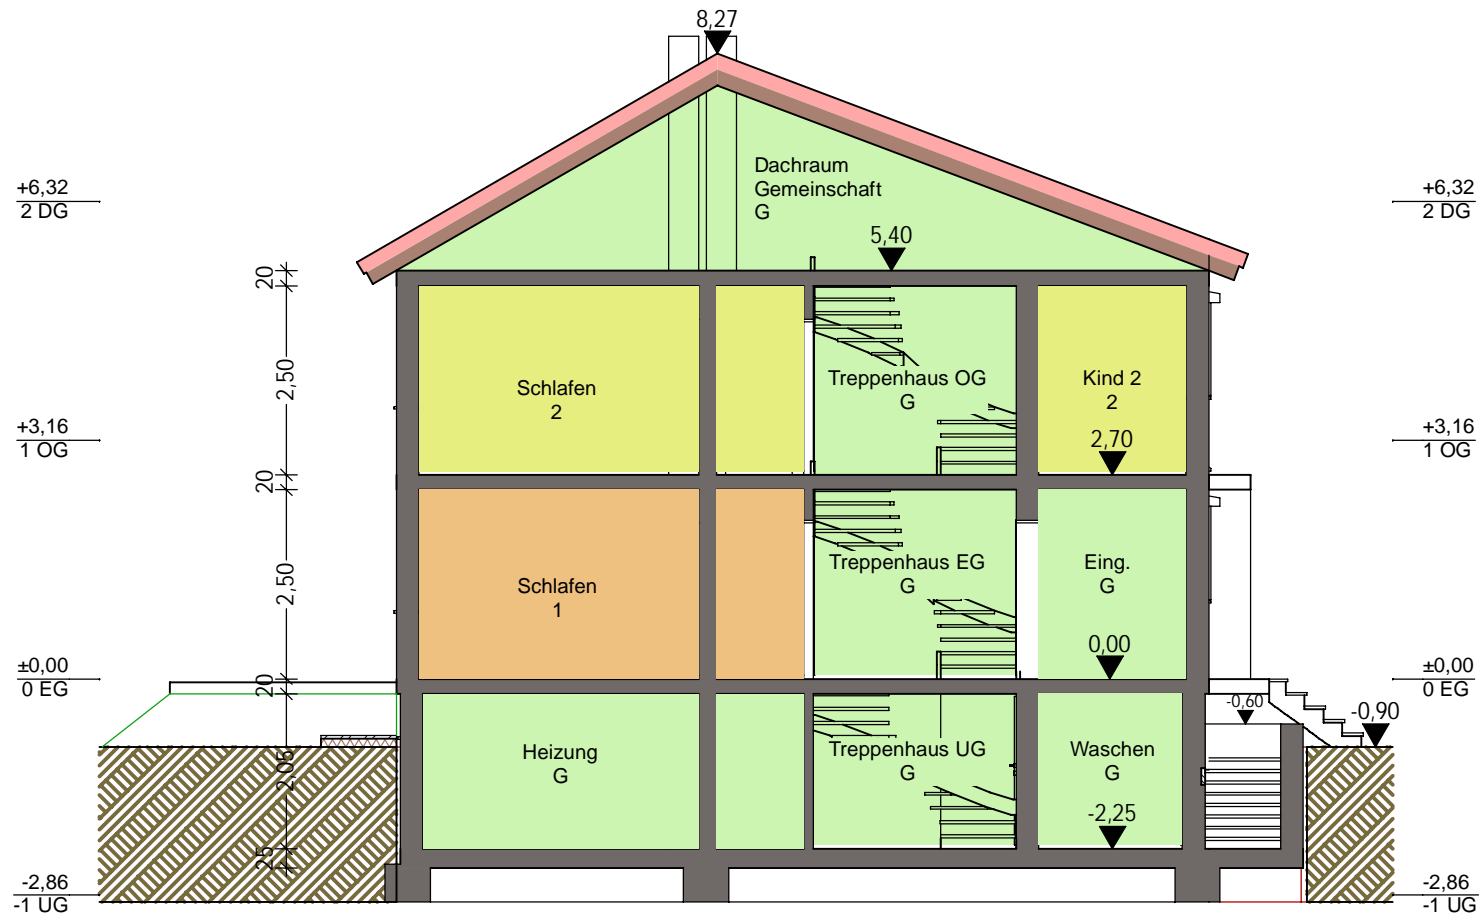 8,27
Dachraum
Gemeinschaft
G
+6,32
2 DG
+6,32
2 DG
5,40
20
2,50
Schlafen
2
Treppenhaus OG
G
Kind 2
2
+3,16
1 OG
2,70
+3,16
1 OG
20
2,50
Schlafen
1
Treppenhaus EG
G
Eing.
G
±0,00
0 EG
0,00
±0,00
0 EG
20
-0,60
-0,90
2,05
Heizung
G
Treppenhaus UG
G
Waschen
G
-2,25
25
-2,86
-1 UG
-2,86
-1 UG